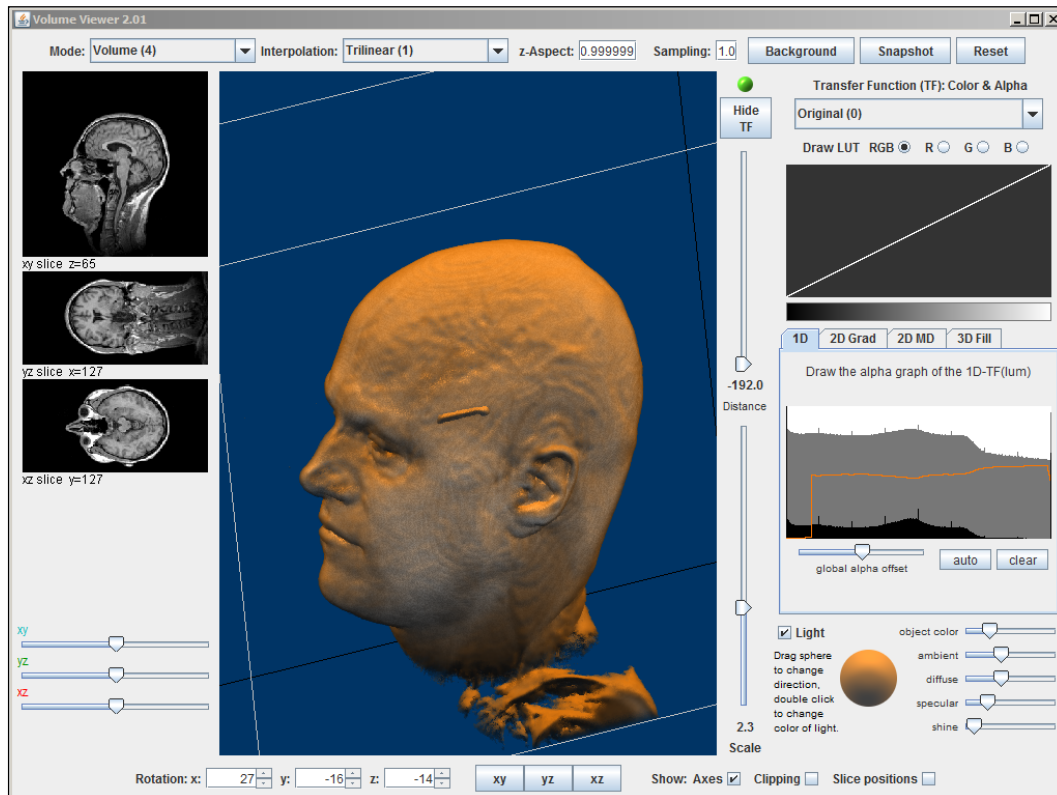 Volume Viewer 2.01
Mode: Volume (4) Interpolation: Trilinear (1) z-Aspect: 0.999999 Sampling: 1.0 Background Snapshot Reset
Hide TF
Transfer Function (TF): Color & Alpha
Original (0)
Draw LUT RGB R G B
xy slice z=65
yz slice x=127
xz slice y=127
xy
yz
xz
-192.0
Distance
2.3
Scale
1D 2D Grad 2D MD 3D Fill
Draw the alpha graph of the 1D-TF(lum)
global alpha offset auto clear
Light
Drag sphere
to change
direction,
double click
to change
color of light.
object color
ambient
diffuse
specular
shine
Rotation: x: 27 y: -16 z: -14 xy yz xz Show: Axes Clipping Slice positions